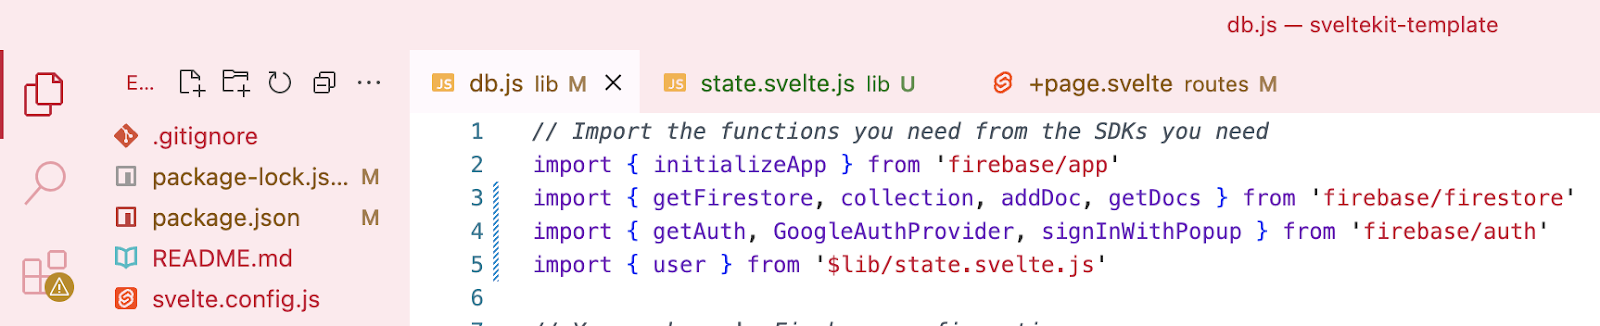 db.js — sveltekit-template
E...
db.js lib M
state.svelte.js lib U
+page.svelte routes M
.gitignore
package-lock.js... M
package.json M
README.md
svelte.config.js
1 // Import the functions you need from the SDKs you need
2 import { initializeApp } from 'firebase/app'
3 import { getFirestore, collection, addDoc, getDocs } from 'firebase/firestore'
4 import { getAuth, GoogleAuthProvider, signInWithPopup } from 'firebase/auth'
5 import { user } from '$lib/state.svelte.js'
6